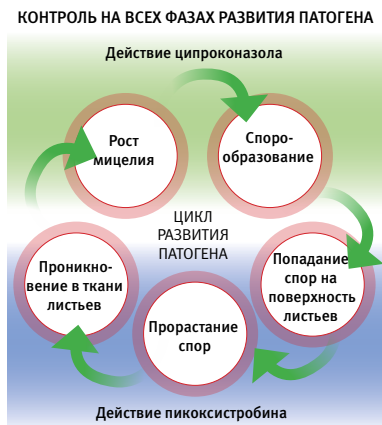 КОНТРОЛЬ НА ВСЕХ ФАЗАХ РАЗВИТИЯ ПАТОГЕНА
Действие ципроконазола
Рост
мицелия
Споро-
образование
ЦИКЛ
РАЗВИТИЯ
ПАТОГЕНА
Проникно-
вение в ткани
листьев
Попадание
спор на
поверхность
листьев
Прорастание
спор
Действие пикоксистробина